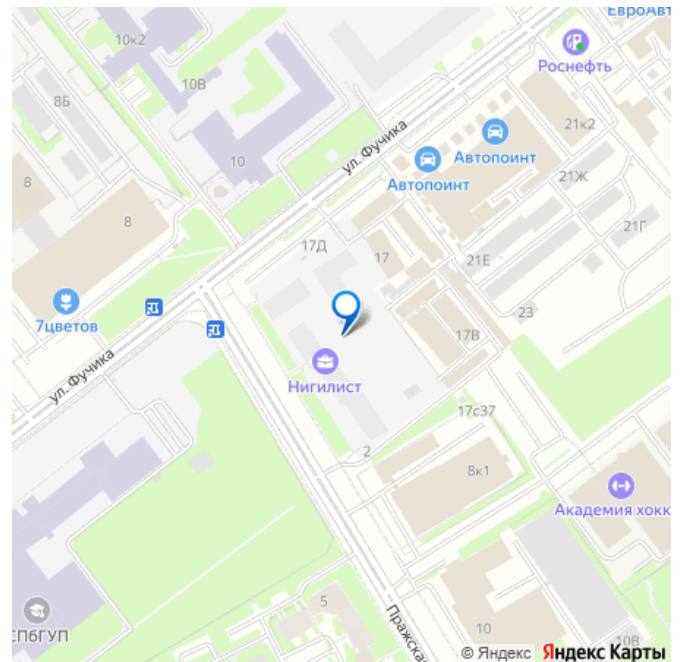 ЕвроАвт
10к2
Роснефть
10В
8Б
ул. Фучика
21к2
10
Автопоинт
Автопоинт
8
21Ж
8
21Г
17Д
17
21Е
7цветов
23
17В
ул. Фучика
Нигилист
17с37
2
8к1
Академия хокк
5
СПбГУП
Пражска
10
10В
© Яндекс Яндекс Карты